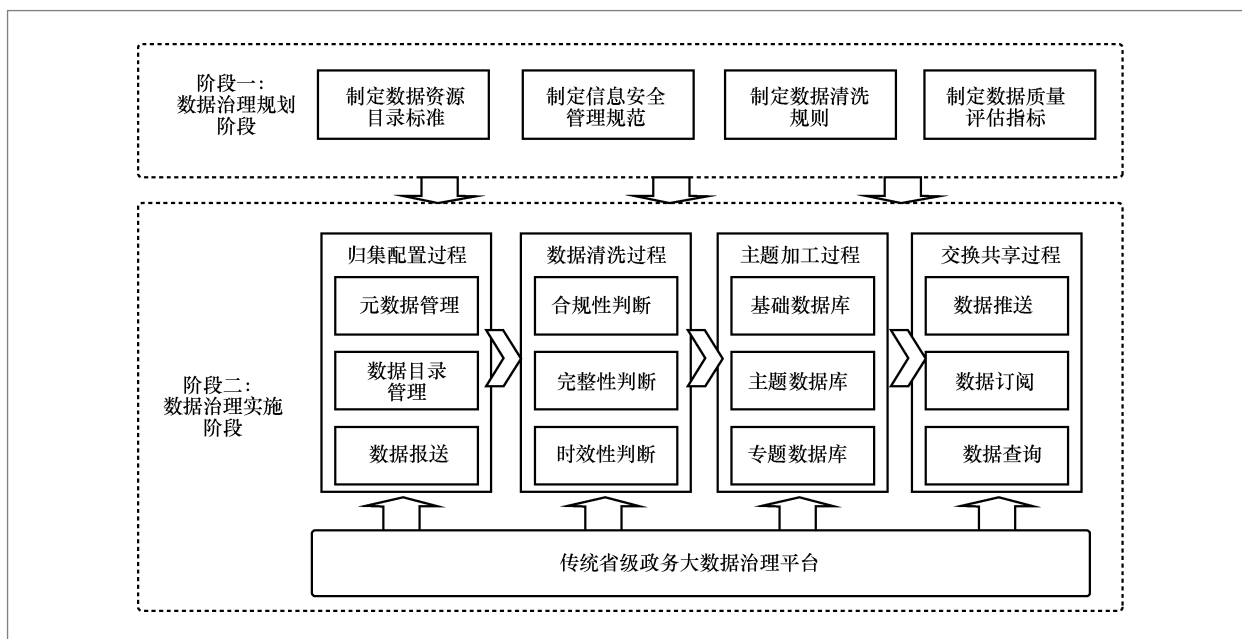 阶段一：
数据治理规划
阶段
制定数据资源
目录标准
制定信息安全
管理规范
制定数据清洗
规则
制定数据质量
评估指标
阶段二：
数据治理实施
阶段
归集配置过程
元数据管理
数据目录
管理
数据报送
数据清洗过程
合规性判断
完整性判断
时效性判断
主题加工过程
基础数据库
主题数据库
专题数据库
交换共享过程
数据推送
数据订阅
数据查询
传统省级政务大数据治理平台